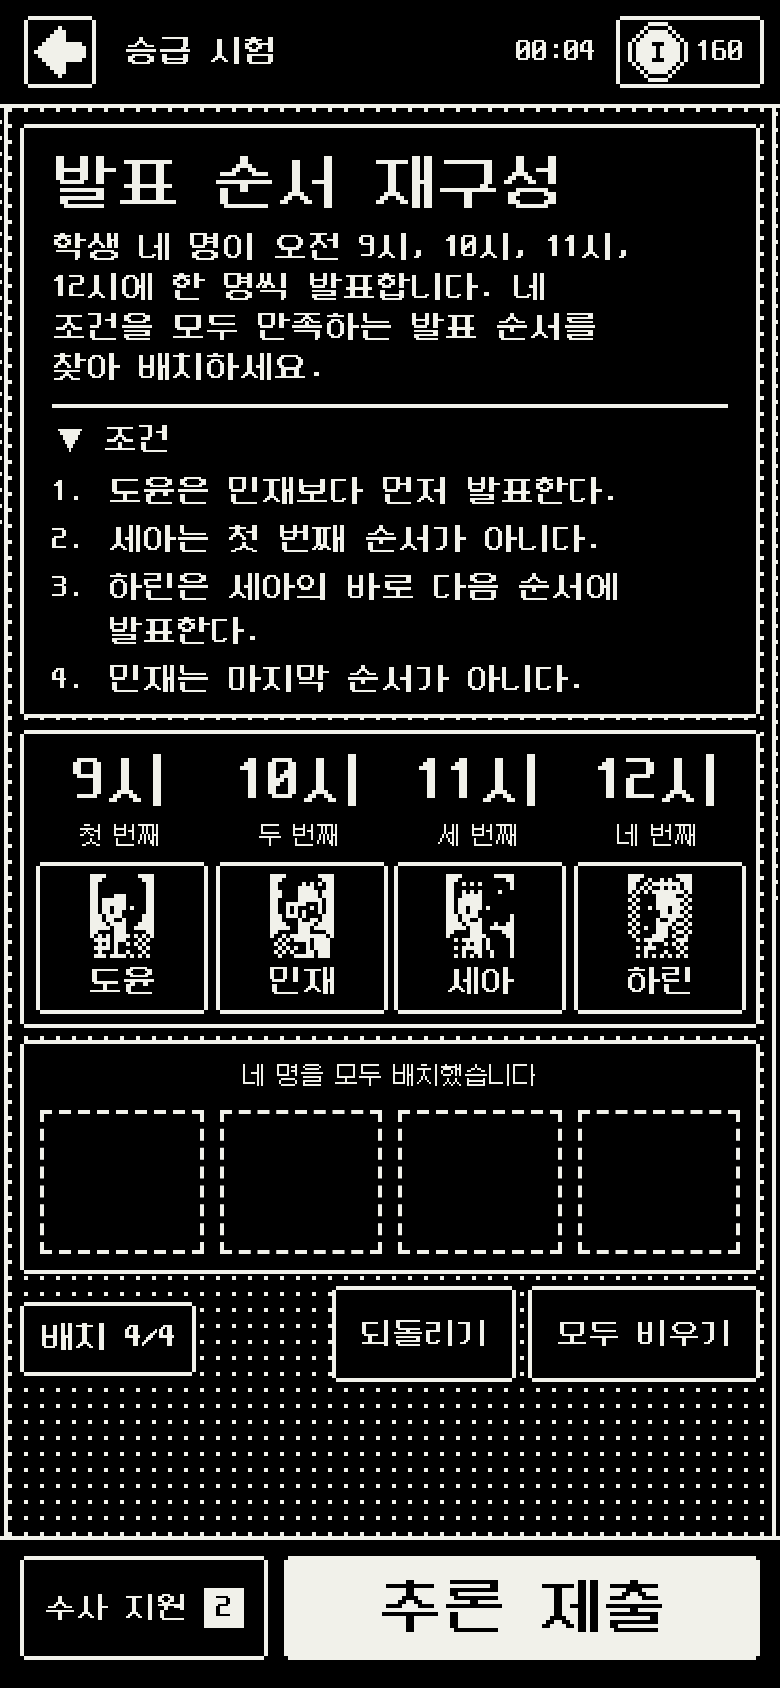 승급 시험
00:04
I 160
발표 순서 재구성
학생 네 명이 오전 9시, 10시, 11시,
12시에 한 명씩 발표합니다. 네
조건을 모두 만족하는 발표 순서를
찾아 배치하세요.
▼ 조건
1. 도윤은 민재보다 먼저 발표한다.
2. 세아는 첫 번째 순서가 아니다.
3. 하린은 세아의 바로 다음 순서에
발표한다.
4. 민재는 마지막 순서가 아니다.
9시 10시 11시 12시
첫 번째 두 번째 세 번째 네 번째
도윤 민재 세아 하린
네 명을 모두 배치했습니다
배치 4/4 되돌리기 모두 비우기
수사 지원 2 추론 제출